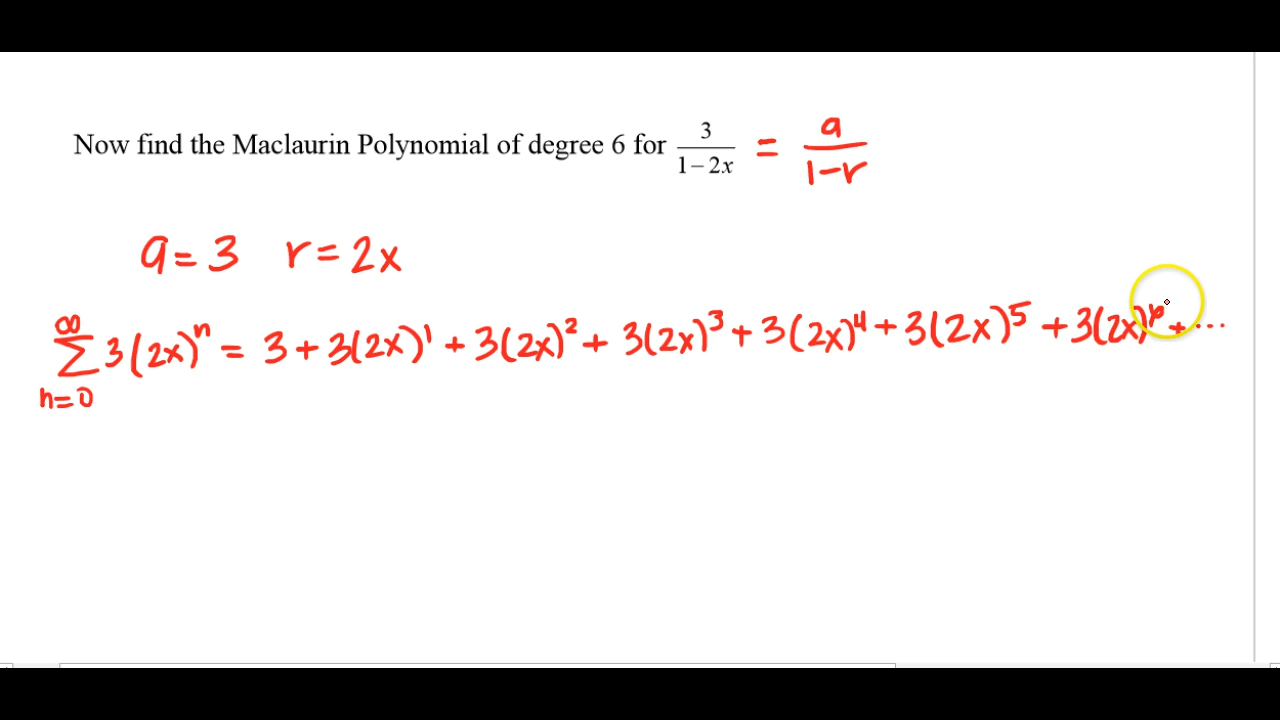 Now find the Maclaurin Polynomial of degree 6 for 3/(1 − 2x) = a/(1−r)
a = 3 r = 2x
∞∑n=0 3(2x)^n = 3 + 3(2x)^1 + 3(2x)^2 + 3(2x)^3 + 3(2x)^4 + 3(2x)^5 + 3(2x)^6 + ...